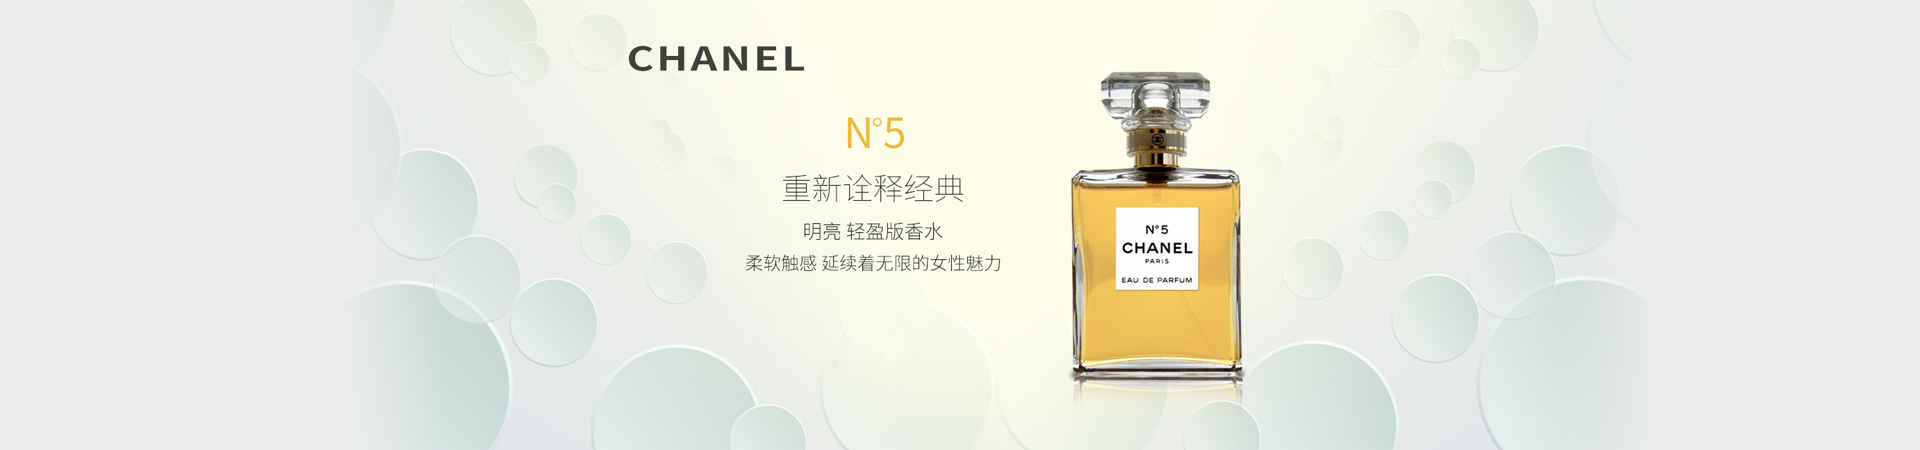 CHANEL
N°5
重新诠释经典
明亮 轻盈版香水
柔软触感 延续着无限的女性魅力
N°5
CHANEL
PARIS
EAU DE PARFUM